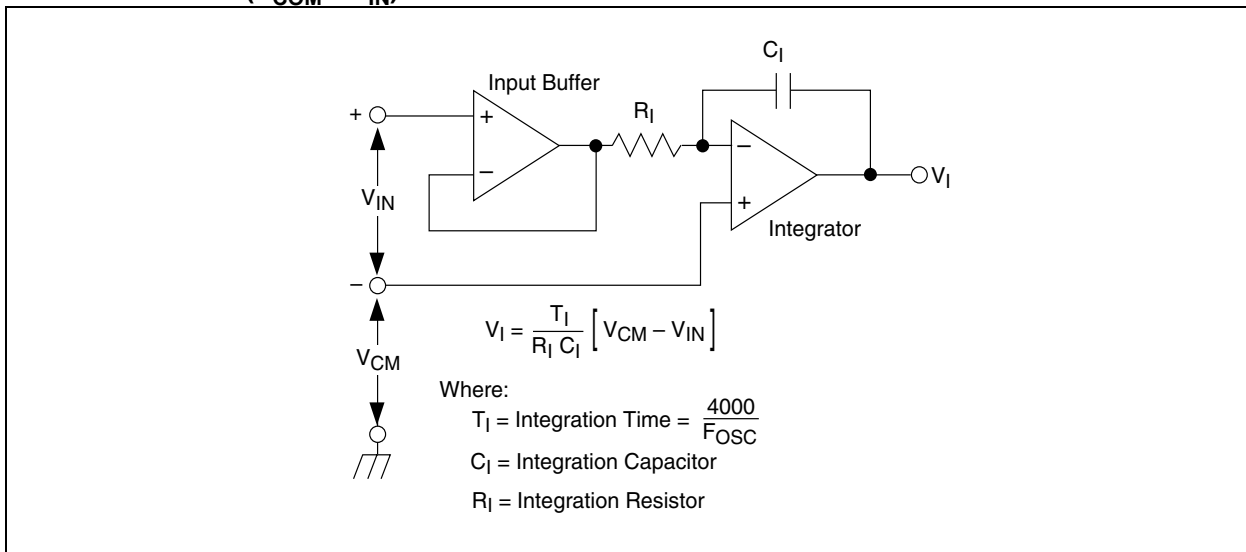 Input Buffer
C_I
R_I
+
+
−
−
+
V_IN
V_I
Integrator
−
V_I = T_I / (R_I C_I) [V_CM – V_IN]
V_CM
Where:
T_I = Integration Time = 4000 / F_OSC
C_I = Integration Capacitor
R_I = Integration Resistor